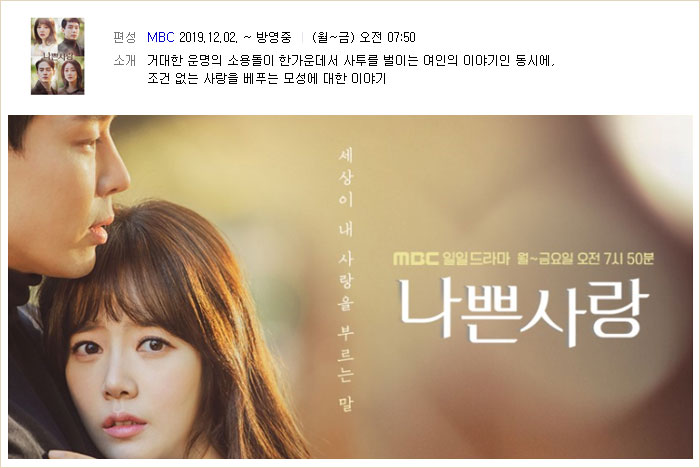 편성 MBC 2019.12.02. ~ 방영중 | (월~금) 오전 07:50
소개 거대한 운명의 소용돌이 한가운데서 사투를 벌이는 여인의 이야기인 동시에,
조건 없는 사랑을 베푸는 모성에 대한 이야기
세상이 내 사랑을 부르는 말
MBC 일일드라마 월~금요일 오전 7시 50분
나쁜사랑